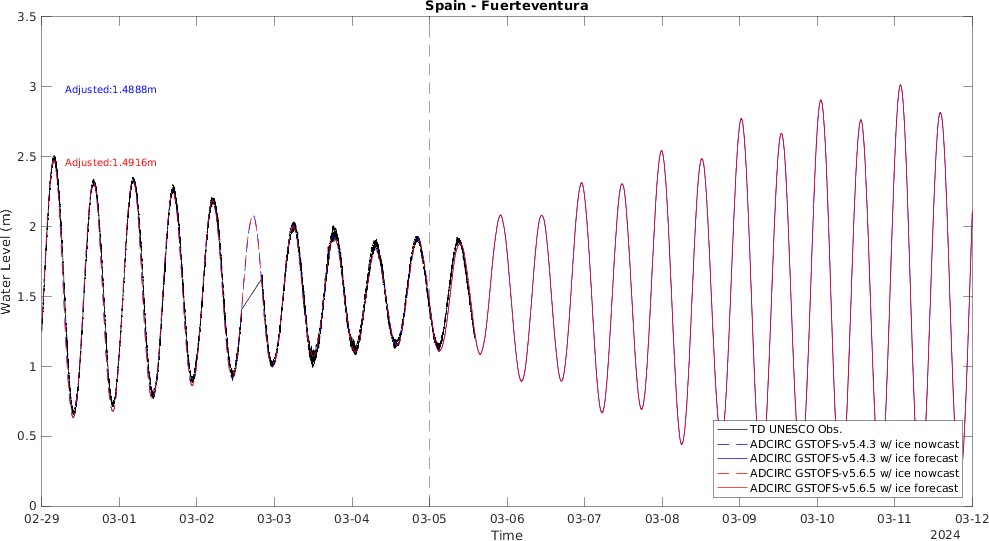 Spain - Fuerteventura
3.5
3
2.5
2
1.5
1
0.5
0
Water Level (m)
Adjusted:1.4888m
Adjusted:1.4916m
TD UNESCO Obs.
ADCIRC GSTOFS-v5.4.3 w/ ice nowcast
ADCIRC GSTOFS-v5.4.3 w/ ice forecast
ADCIRC GSTOFS-v5.6.5 w/ ice nowcast
ADCIRC GSTOFS-v5.6.5 w/ ice forecast
02-29 03-01 03-02 03-03 03-04 03-05 03-06 03-07 03-08 03-09 03-10 03-11 03-12
2024
Time